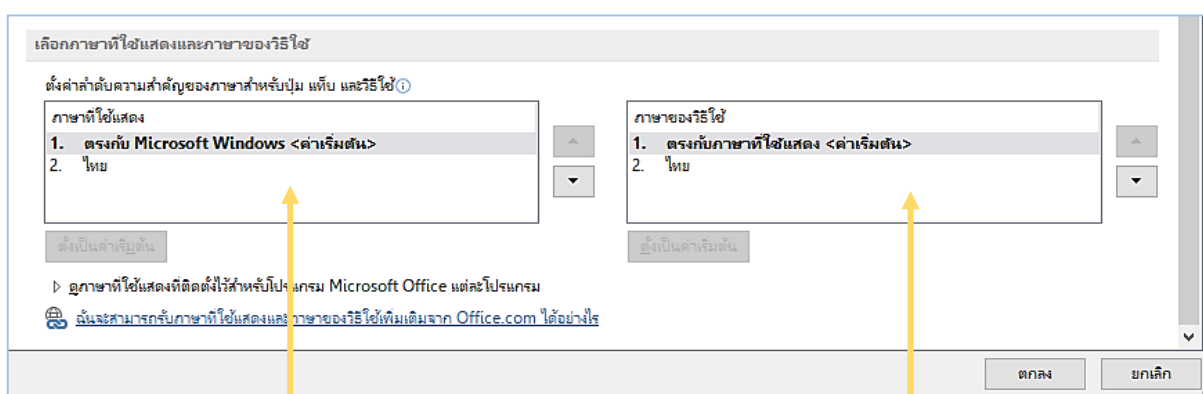 เลือกภาษาที่ใช้แสดงและภาษาของวิธีใช้
ตั้งค่าลำดับความสำคัญของภาษาสำหรับปุ่ม แท็บ และวิธีใช้
ภาษาที่ใช้แสดง
1. ตรงกับ Microsoft Windows <ค่าเริ่มต้น>
2. ไทย
ตั้งเป็นค่าเริ่มต้น
ภาษาของวิธีใช้
1. ตรงกับภาษาที่ใช้แสดง <ค่าเริ่มต้น>
2. ไทย
ตั้งเป็นค่าเริ่มต้น
ดูภาษาที่ใช้แสดงที่ติดตั้งไว้สำหรับโปรแกรม Microsoft Office แต่ละโปรแกรม
ฉันจะสามารถรับภาษาที่ใช้แสดงและภาษาของวิธีใช้เพิ่มเติมจาก Office.com ได้อย่างไร
ตกลง
ยกเลิก